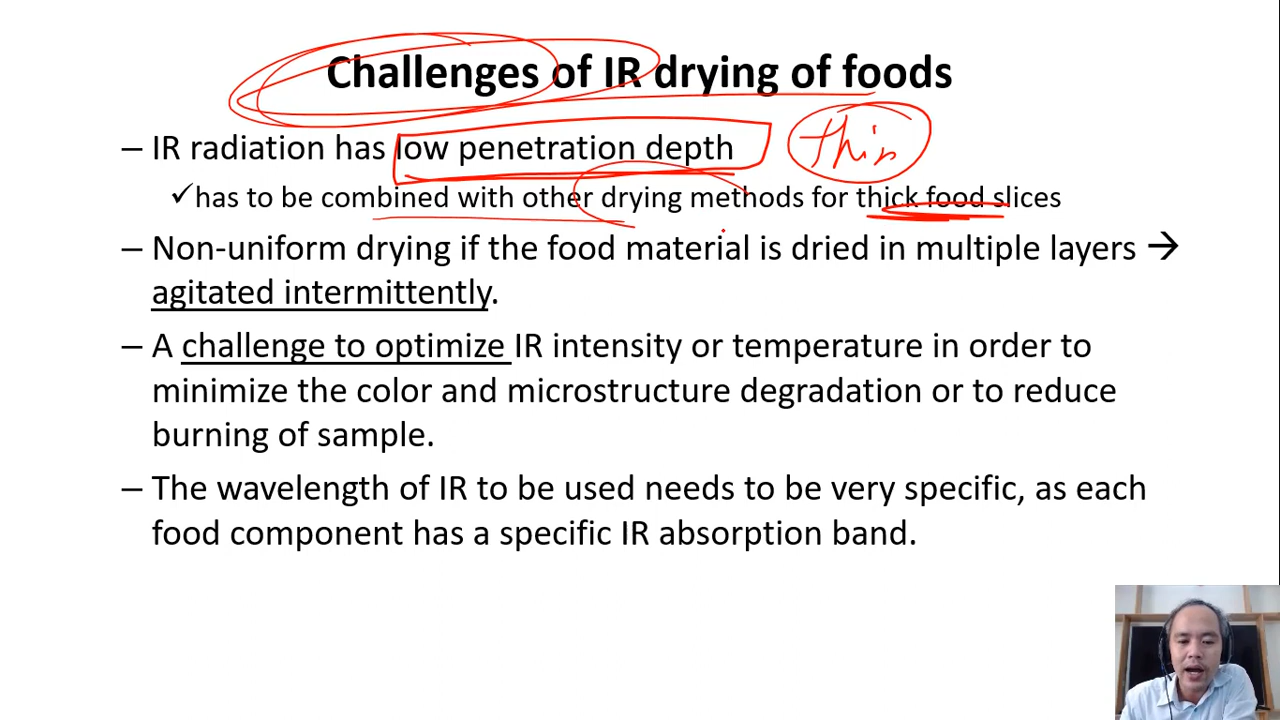 Challenges of IR drying of foods
– IR radiation has low penetration depth thin
✓has to be combined with other drying methods for thick food slices
– Non-uniform drying if the food material is dried in multiple layers →
agitated intermittently.
– A challenge to optimize IR intensity or temperature in order to
minimize the color and microstructure degradation or to reduce
burning of sample.
– The wavelength of IR to be used needs to be very specific, as each
food component has a specific IR absorption band.